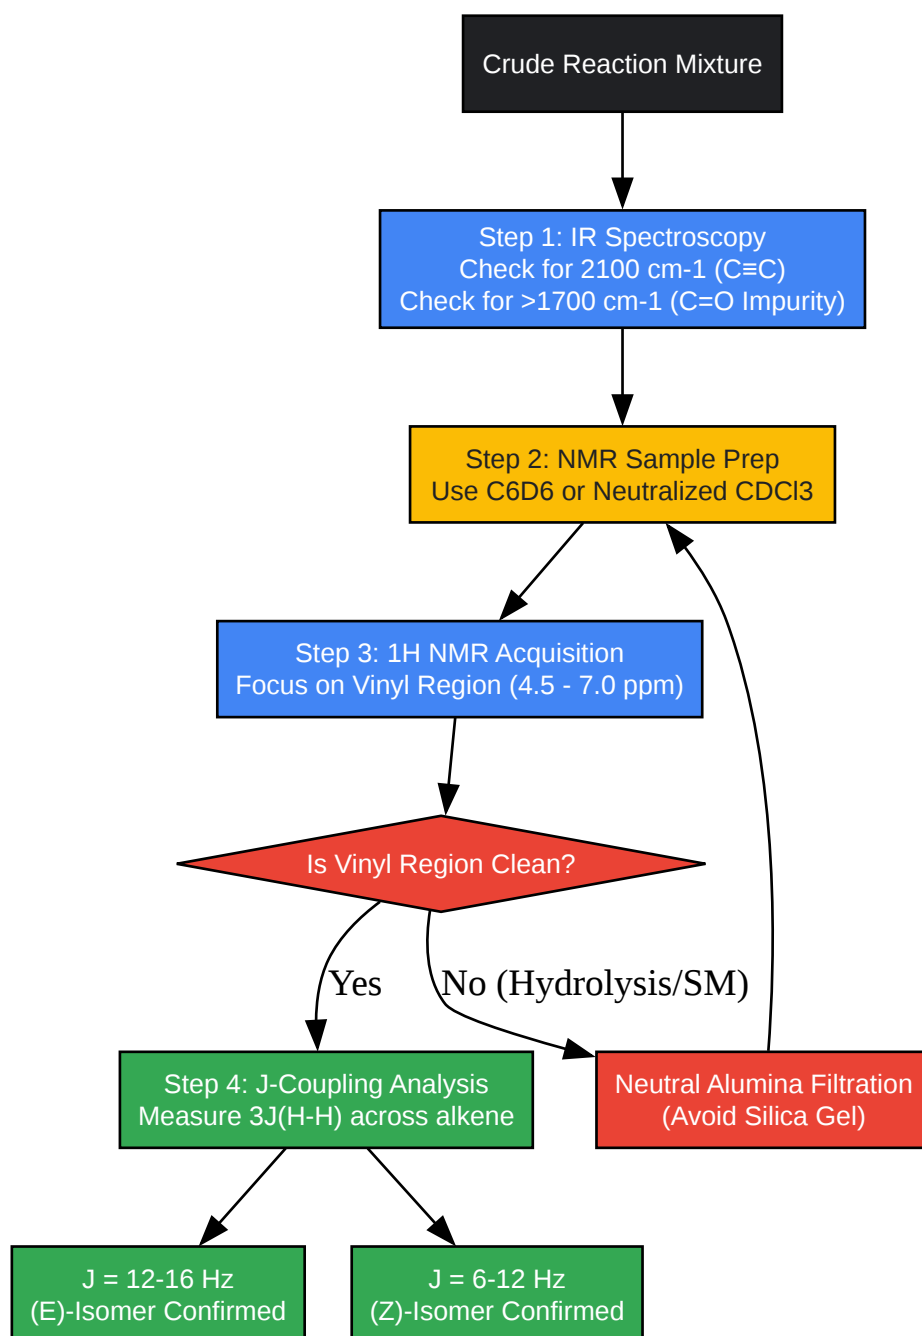 Crude Reaction Mixture
Step 1: IR Spectroscopy
Check for 2100 cm-1 (C≡C)
Check for >1700 cm-1 (C=O Impurity)
Step 2: NMR Sample Prep
Use C6D6 or Neutralized CDCl3
Step 3: 1H NMR Acquisition
Focus on Vinyl Region (4.5 - 7.0 ppm)
Is Vinyl Region Clean?
Yes
No (Hydrolysis/SM)
Step 4: J-Coupling Analysis
Measure 3J(H-H) across alkene
Neutral Alumina Filtration
(Avoid Silica Gel)
J = 12-16 Hz
(E)-Isomer Confirmed
J = 6-12 Hz
(Z)-Isomer Confirmed